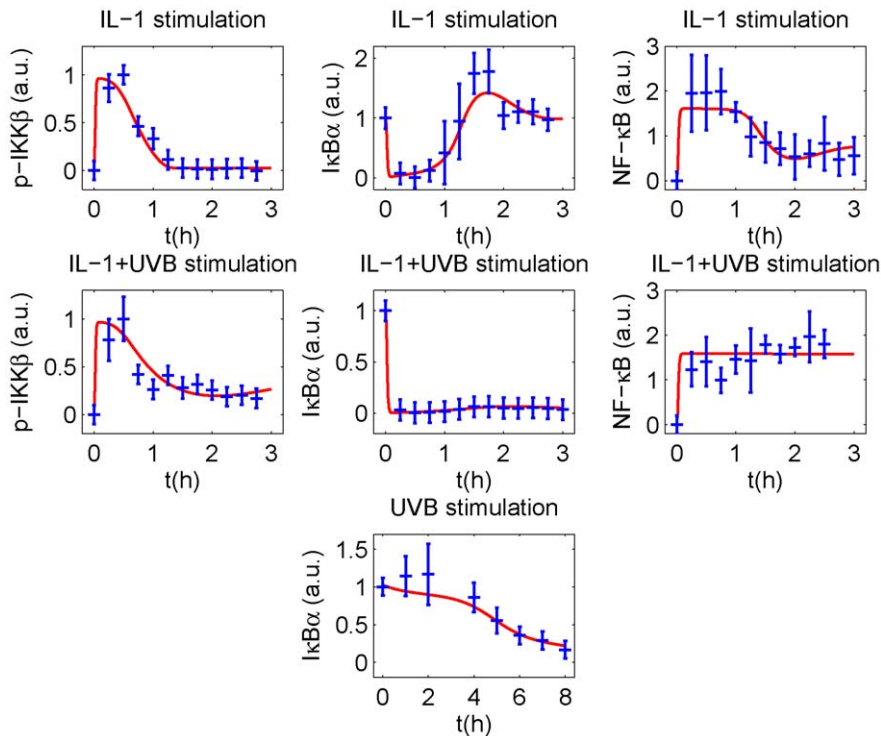 IL−1 stimulation
p−IKKβ (a.u.)
1
0.5
0
0 1 2 3
t(h)
IL−1 stimulation
IκBα (a.u.)
2
1
0
0 1 2 3
t(h)
IL−1 stimulation
NF−κB (a.u.)
3
2
1
0
0 1 2 3
t(h)
IL−1+UVB stimulation
p−IKKβ (a.u.)
1
0.5
0
0 1 2 3
t(h)
IL−1+UVB stimulation
IκBα (a.u.)
1
0.5
0
0 1 2 3
t(h)
IL−1+UVB stimulation
NF−κB (a.u.)
3
2
1
0
0 1 2 3
t(h)
UVB stimulation
IκBα (a.u.)
1.5
1
0.5
0
0 2 4 6 8
t(h)